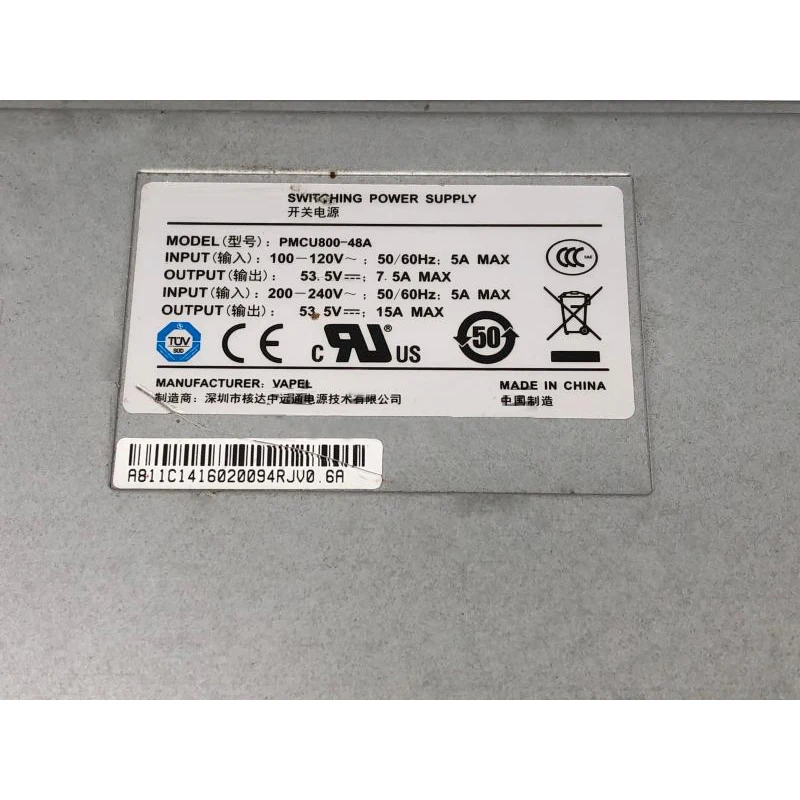 SWITCHING POWER SUPPLY
开关电源
MODEL(型号): PMCU800-48A
INPUT(输入): 100-120V~; 50/60Hz; 5A MAX
OUTPUT(输出): 53.5V⎓; 7.5A MAX
INPUT(输入): 200-240V~; 50/60Hz; 5A MAX
OUTPUT(输出): 53.5V⎓; 15A MAX
CCC
TÜV
SÜD
CE
c RU® US
50
MANUFACTURER: VAPEL
MADE IN CHINA
制造商: 深圳市核达中远通电源技术有限公司
中国制造
A811C1416020094RJV0.6A